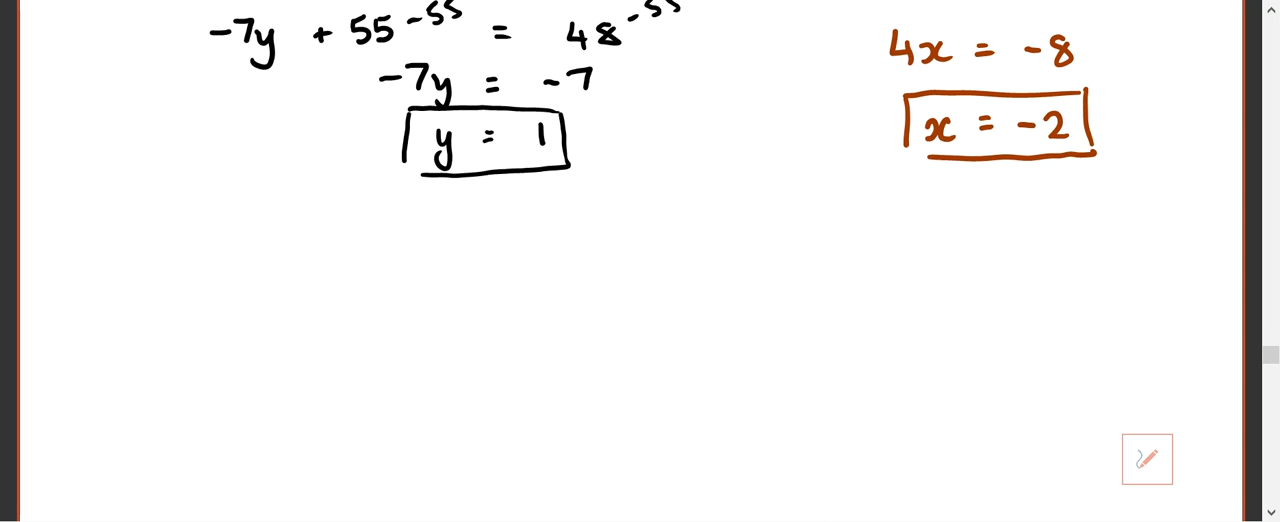 -7y + 55 -55 = 48 -55
-7y = -7
y = 1
4x = -8
x = -2